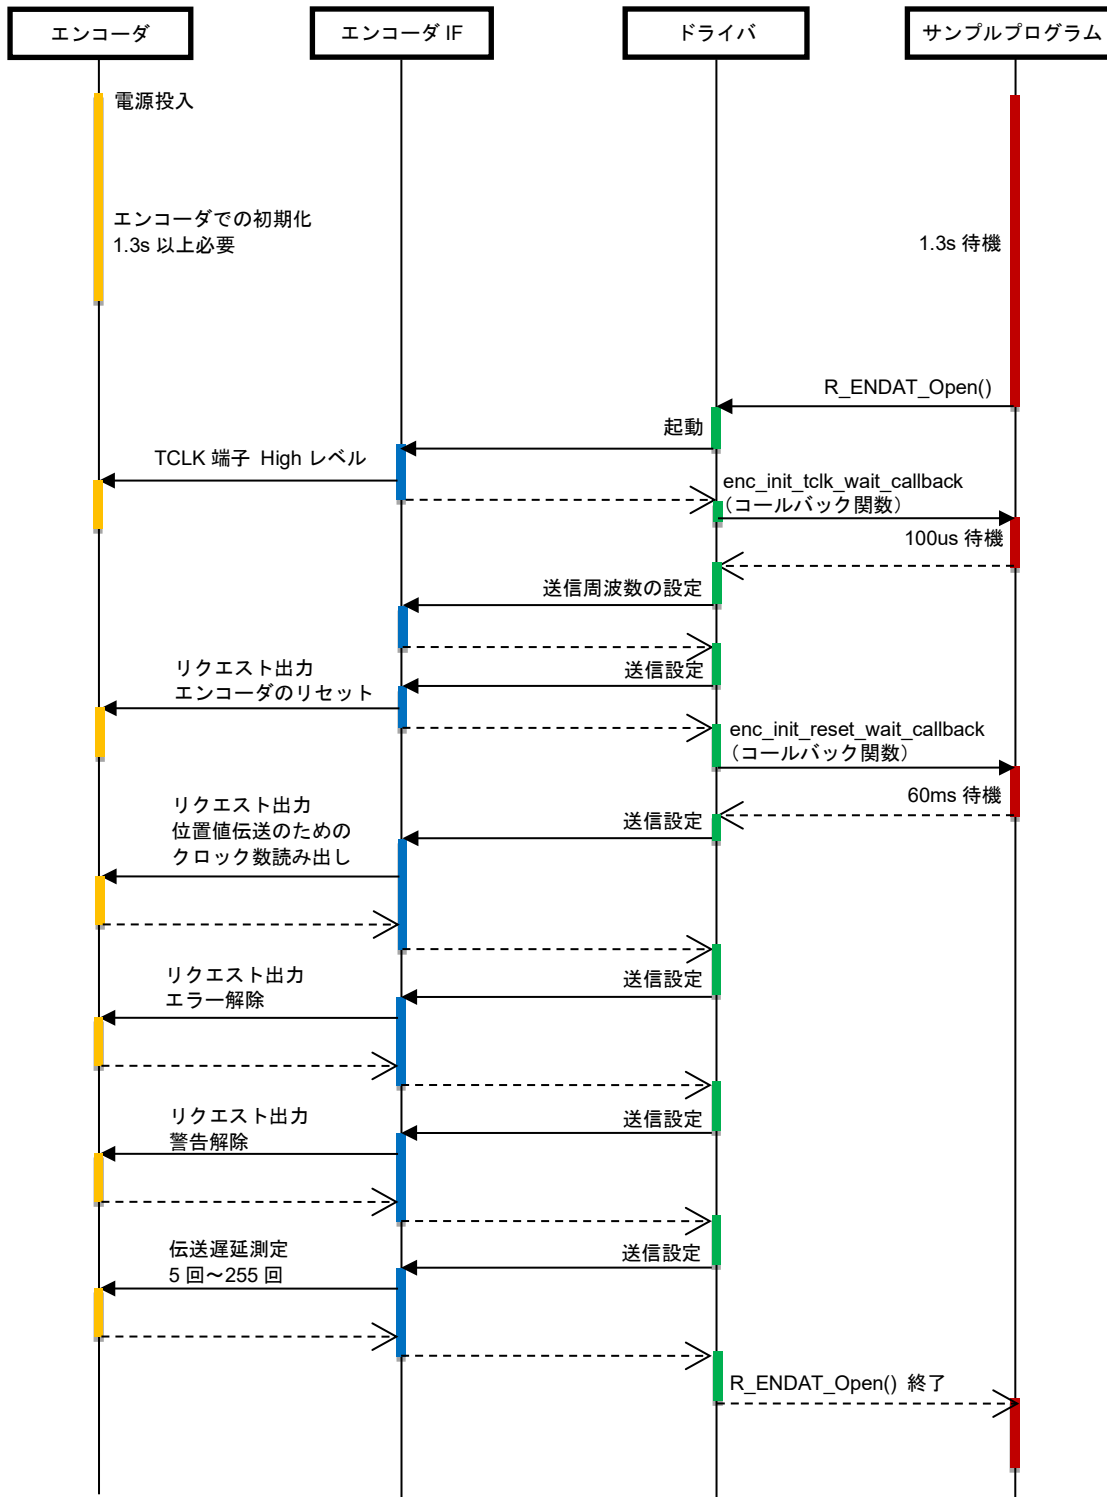 エンコーダ
エンコーダ IF
ドライバ
サンプルプログラム
電源投入
エンコーダでの初期化
1.3s 以上必要
1.3s 待機
R_ENDAT_Open()
起動
TCLK 端子 High レベル
enc_init_tclk_wait_callback
（コールバック関数）
100us 待機
送信周波数の設定
リクエスト出力
エンコーダのリセット
送信設定
enc_init_reset_wait_callback
（コールバック関数）
60ms 待機
リクエスト出力
位置値伝送のための
クロック数読み出し
送信設定
リクエスト出力
エラー解除
送信設定
リクエスト出力
警告解除
送信設定
伝送遅延測定
5 回～255 回
送信設定
R_ENDAT_Open() 終了